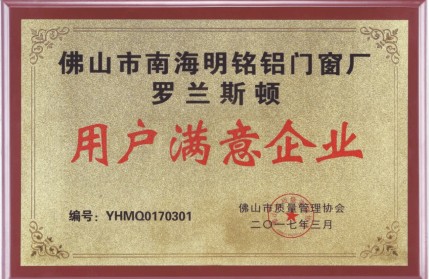 佛山市南海明铭铝门窗厂
罗兰斯顿
用户满意企业
编号：YHMQ0170301
佛山市质量管理协会
二〇一七年三月